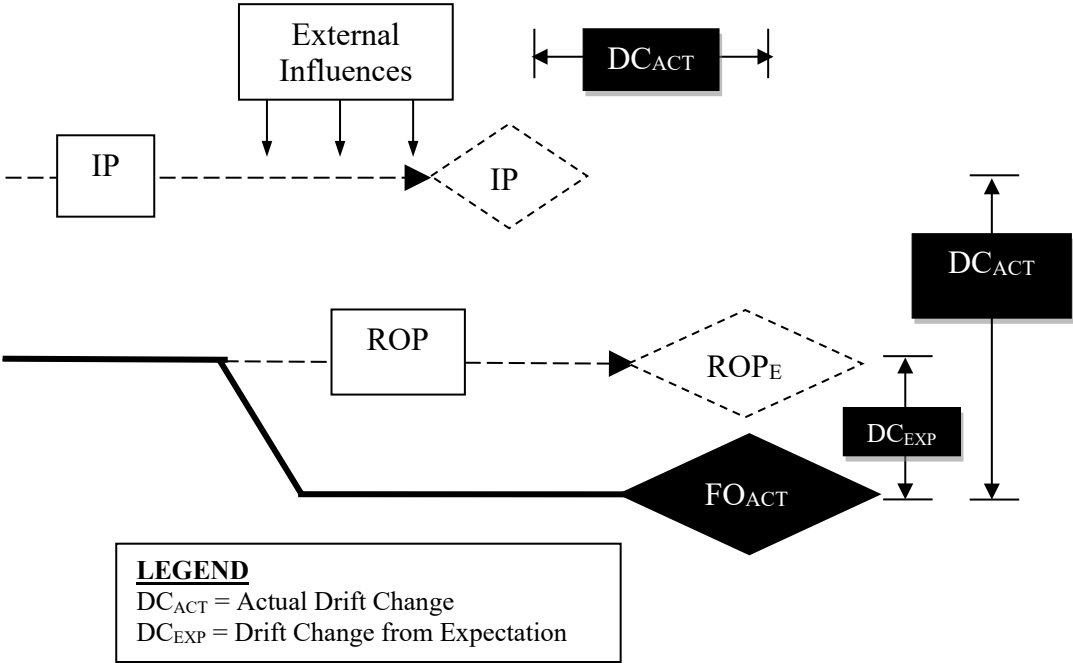 External
Influences
DCACT
IP
IP
DCACT
ROP
ROPE
DCEXP
FOACT
LEGEND
DCACT = Actual Drift Change
DCEXP = Drift Change from Expectation